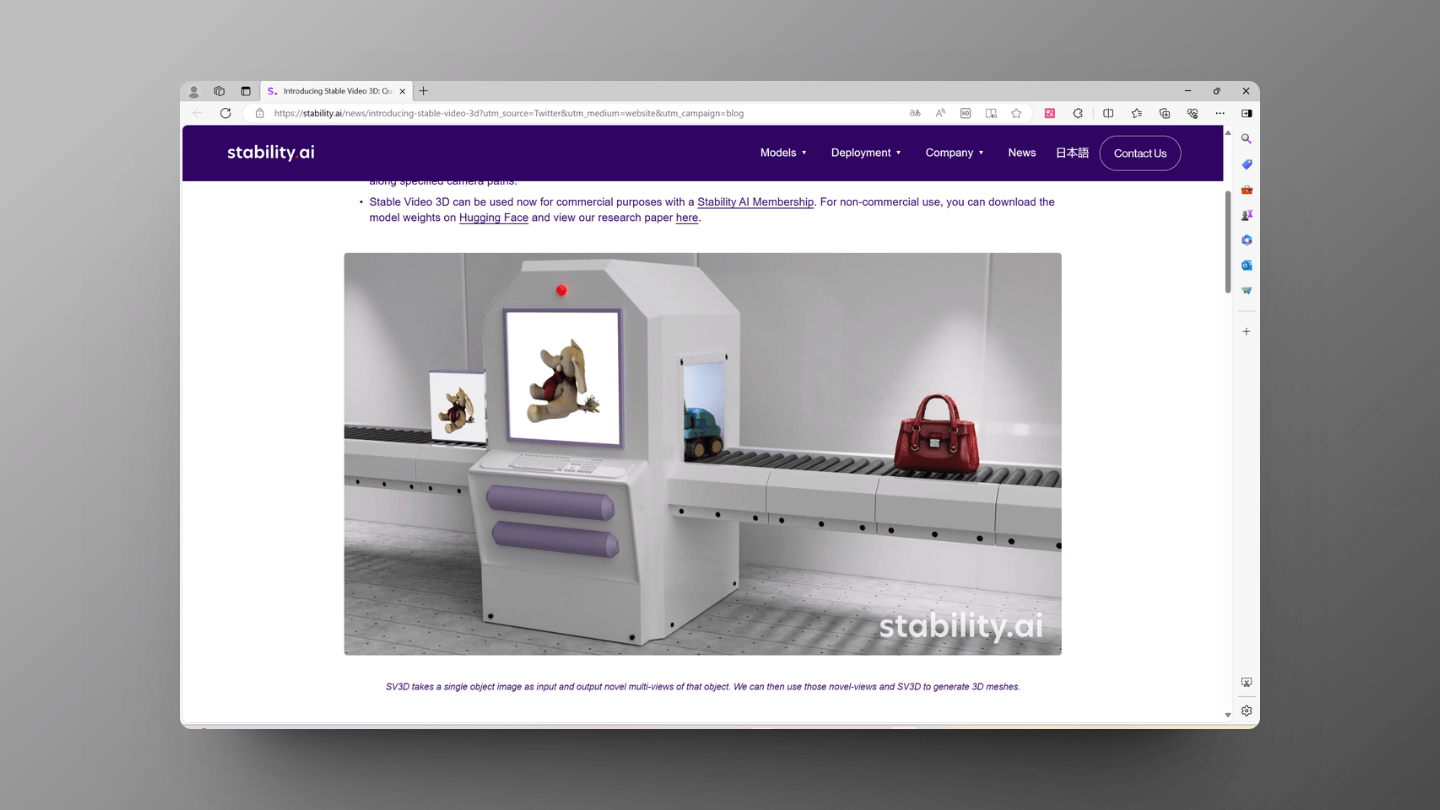 Introducing Stable Video 3D: Qu
https://stability.ai/news/introducing-stable-video-3d?utm_source=Twitter&utm_medium=website&utm_campaign=blog
stability.ai
Models
Deployment
Company
News
日本語
Contact Us
along specified camera paths.
• Stable Video 3D can be used now for commercial purposes with a Stability AI Membership. For non-commercial use, you can download the
model weights on Hugging Face and view our research paper here.
stability.ai
SV3D takes a single object image as input and output novel multi-views of that object. We can then use those novel-views and SV3D to generate 3D meshes.